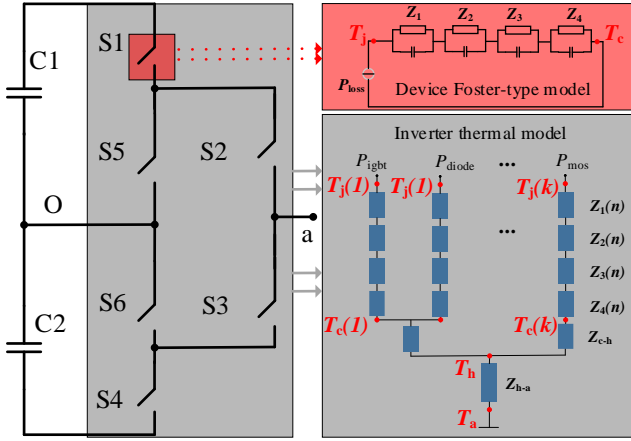 S1
C1
S5
S2
O
a
S6
S3
C2
S4
Z1 Z2 Z3 Z4
Tj Tc
Ploss
Device Foster-type model
Inverter thermal model
Pigbt Pdiode ... Pmos
Tj(1) Tj(1) Tj(k)
Z1(n)
... Z2(n)
Z3(n)
Z4(n)
Tc(1) Tc(k)
Zc-h
Th
Zh-a
Ta